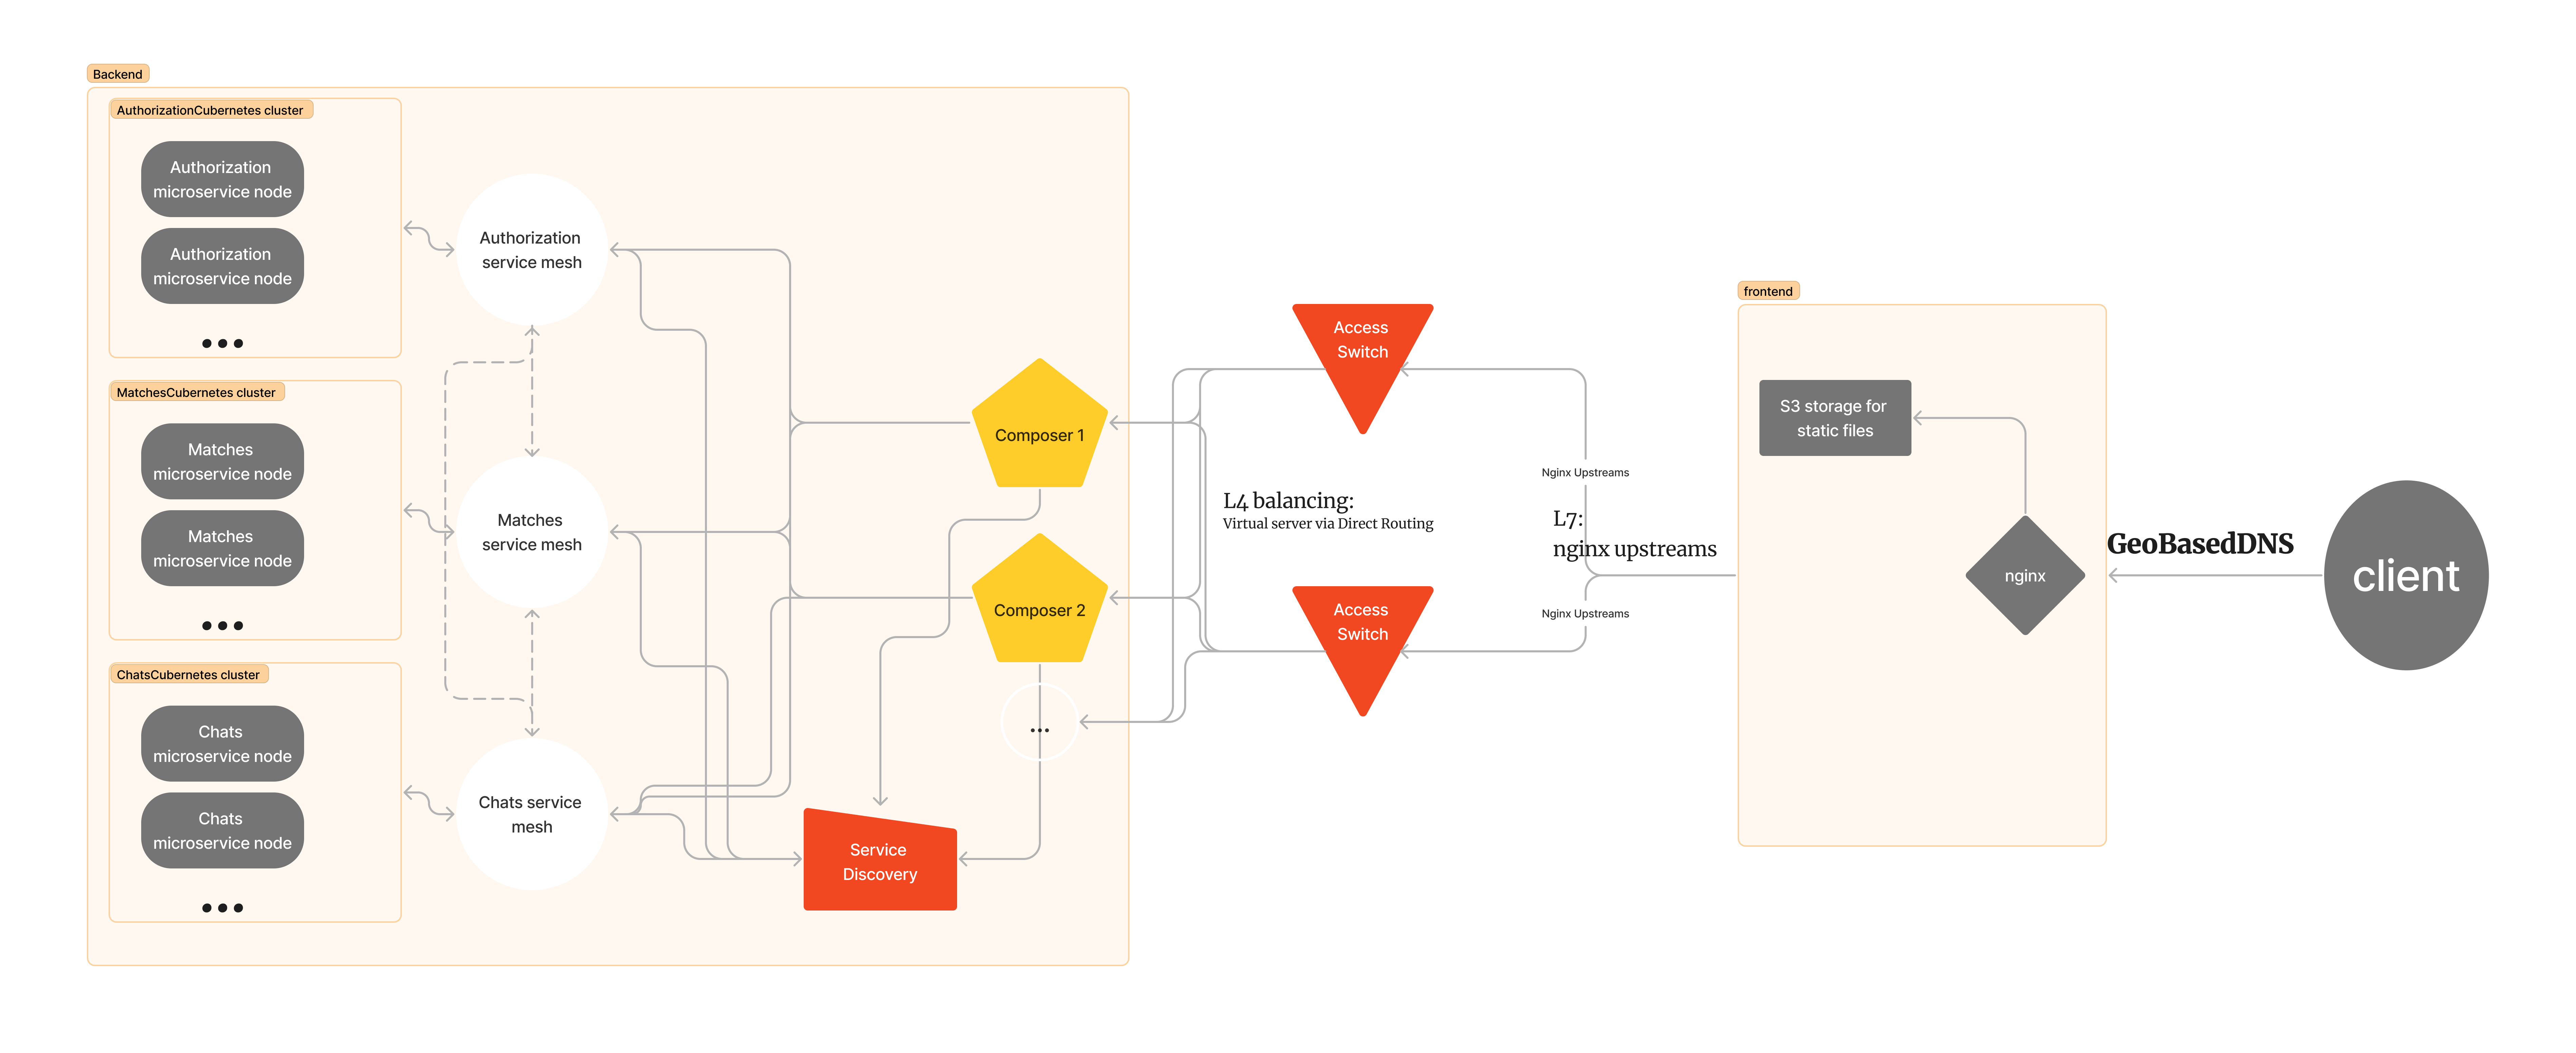 Backend
AuthorizationCubernetes cluster
Authorization
microservice node
Authorization
microservice node
•••
Authorization
service mesh
MatchesCubernetes cluster
Matches
microservice node
Matches
microservice node
•••
Matches
service mesh
ChatsCubernetes cluster
Chats
microservice node
Chats
microservice node
•••
Chats service
mesh
Composer 1
Composer 2
...
Service
Discovery
Access
Switch
L4 balancing:
Virtual server via Direct Routing
Access
Switch
Nginx Upstreams
L7:
nginx upstreams
Nginx Upstreams
frontend
S3 storage for
static files
nginx
GeoBasedDNS
client